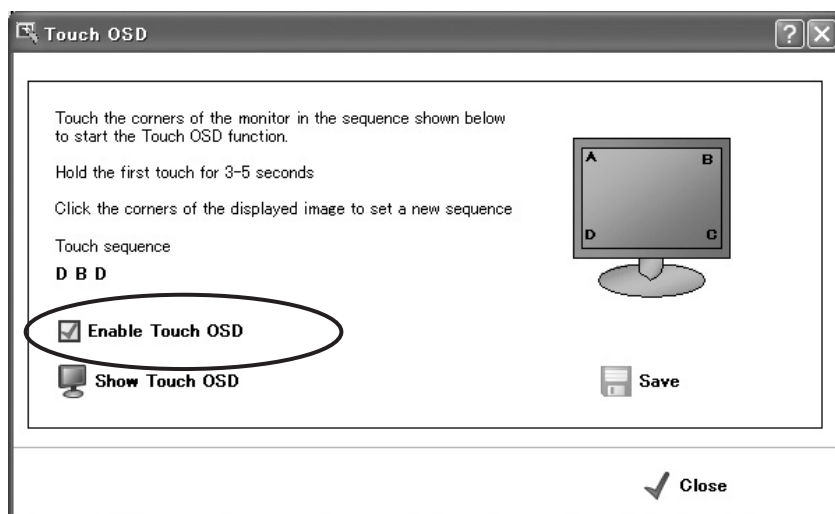 Touch OSD
Touch the corners of the monitor in the sequence shown below
to start the Touch OSD function.
Hold the first touch for 3-5 seconds
Click the corners of the displayed image to set a new sequence
Touch sequence
D B D
A B
D C
Enable Touch OSD
Show Touch OSD
Save
Close